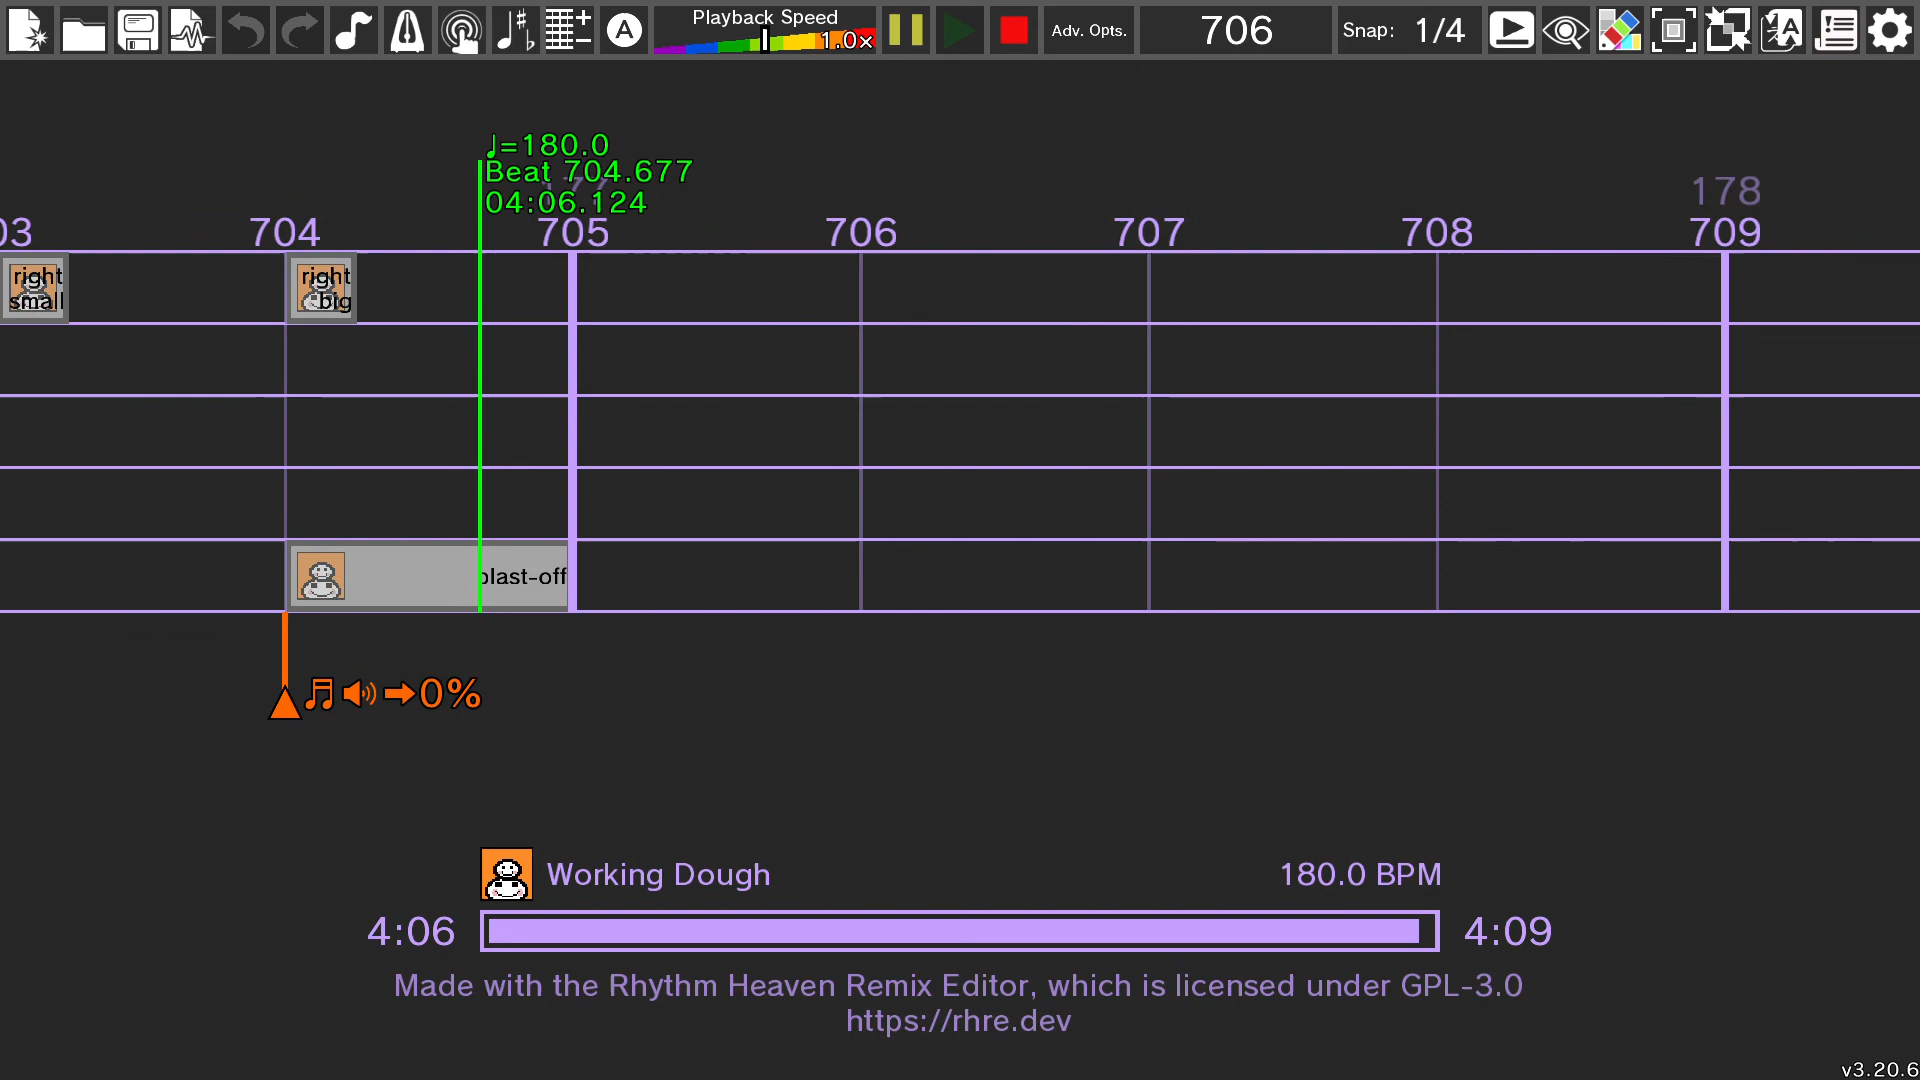 Playback Speed
1.0x
Adv. Opts.
706
Snap: 1/4
♩=180.0
Beat 704.677
04:06.124
177
178
03
704
705
706
707
708
709
right
small
right
big
blast-off
0%
Working Dough
180.0 BPM
4:06
4:09
Made with the Rhythm Heaven Remix Editor, which is licensed under GPL-3.0
https://rhre.dev
v3.20.6